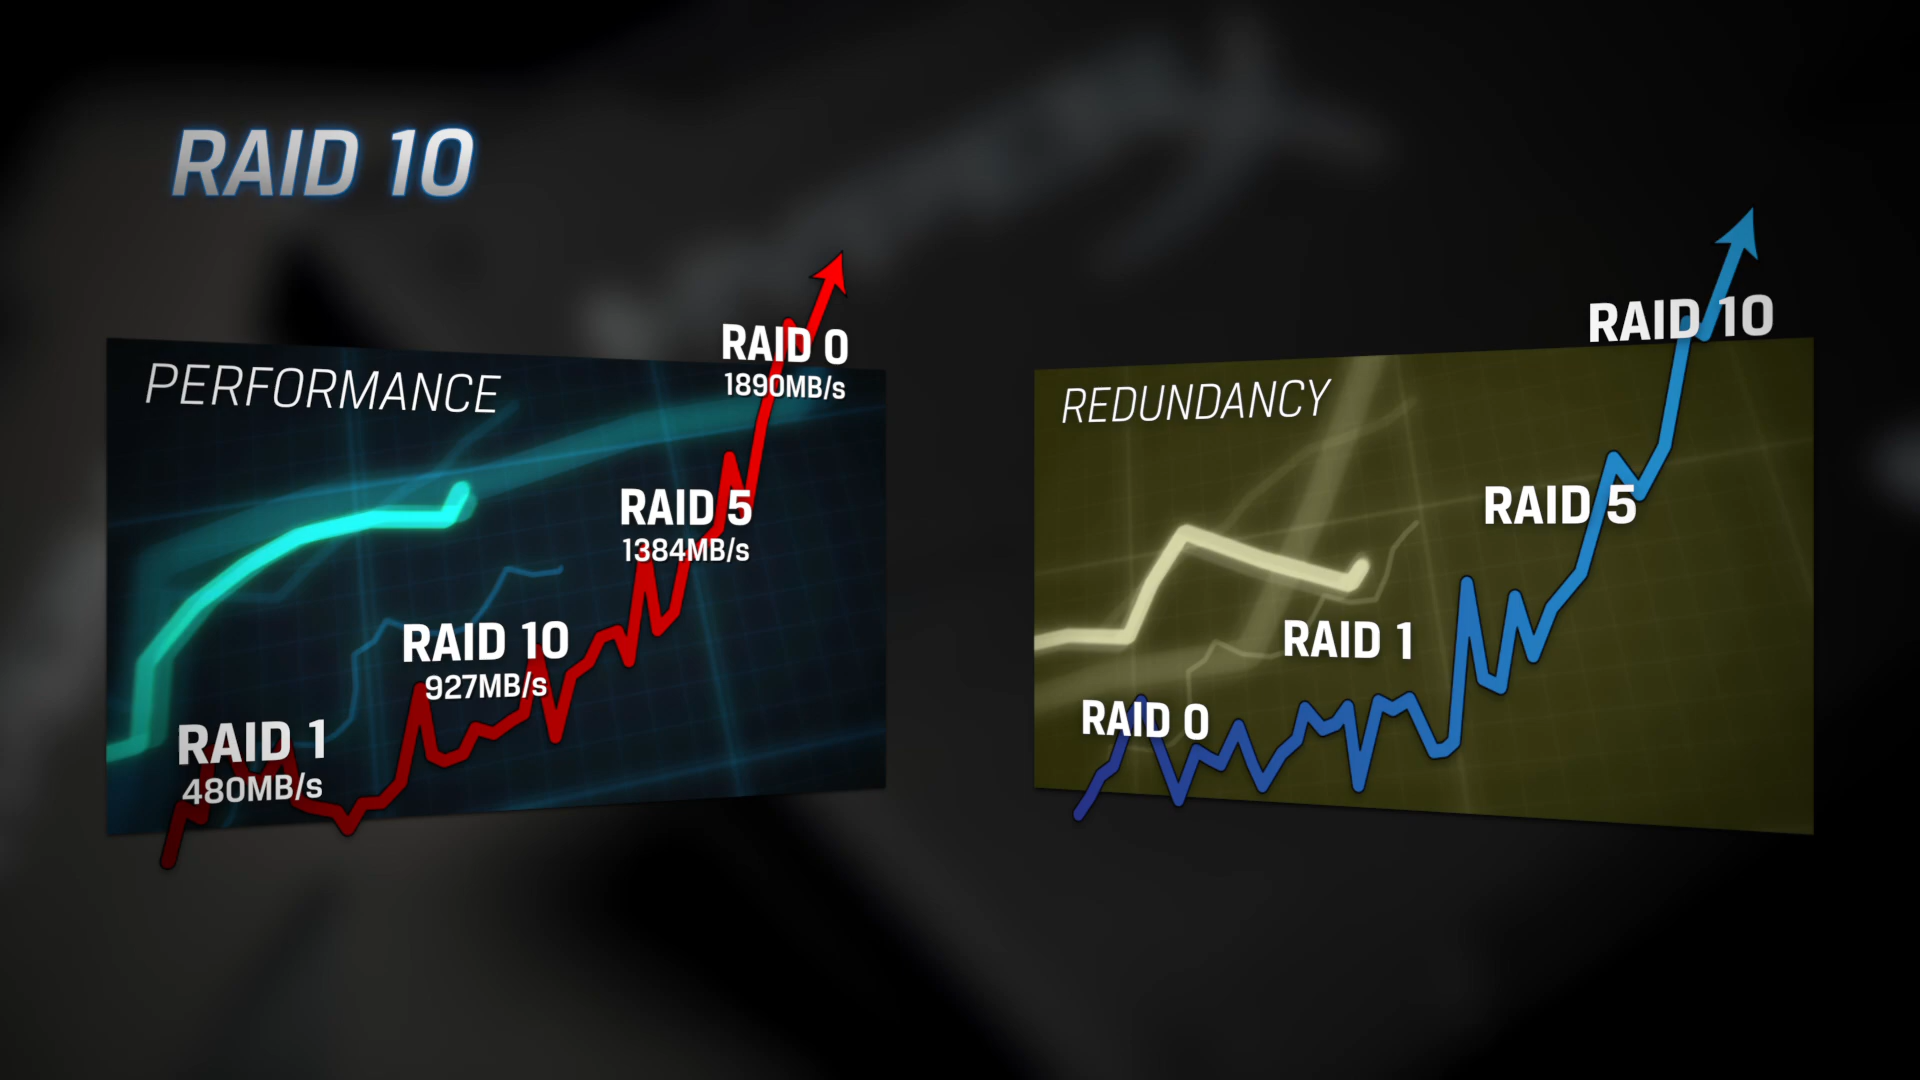 RAID 10
PERFORMANCE
RAID 0
1890MB/s
RAID 5
1384MB/s
RAID 10
927MB/s
RAID 1
480MB/s
REDUNDANCY
RAID 10
RAID 5
RAID 1
RAID 0